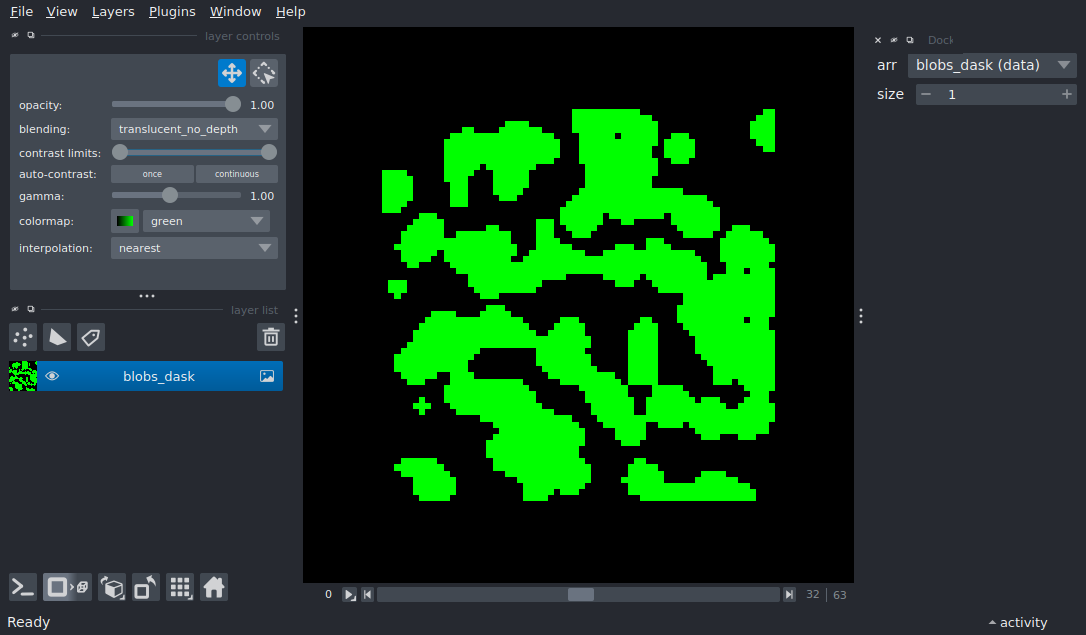 File View Layers Plugins Window Help
layer controls
opacity: 1.00
blending: translucent_no_depth
contrast limits:
auto-contrast: once continuous
gamma: 1.00
colormap: green
interpolation: nearest
layer list
blobs_dask
0 32 63
Dock
arr blobs_dask (data)
size 1
Ready activity